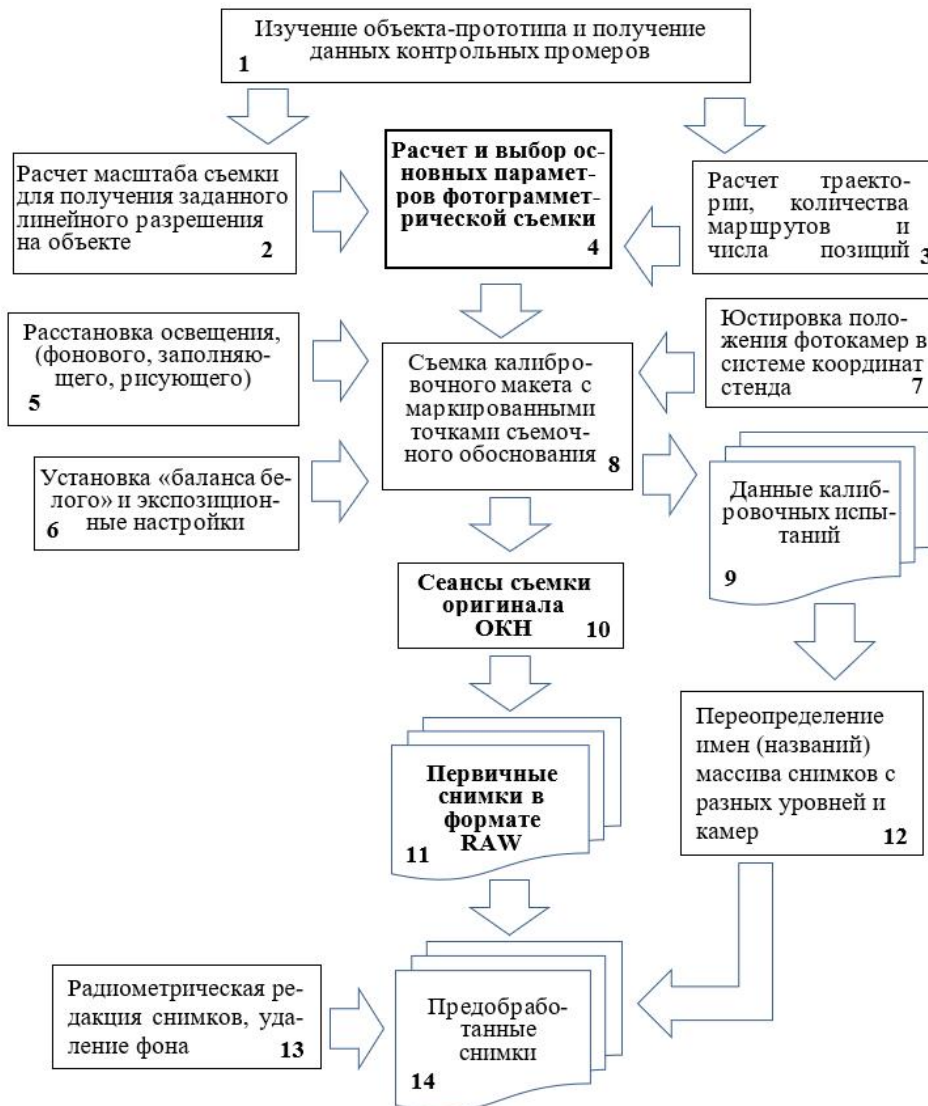 Изучение объекта-прототипа и получение
данных контрольных промеров
1
Расчет масштаба съемки
для получения заданного
линейного разрешения
на объекте
2
Расчет и выбор ос-
новных парамет-
ров фотограммет-
рической съемки
4
Расчет траекто-
рии, количества
маршрутов и
числа позиций
3
Расстановка освещения,
(фонового, заполняю-
щего, рисующего)
5
Съемка калибро-
вочного макета с
маркированными
точками съемоч-
ного обоснования
8
Юстировка поло-
жения фотокамер в
системе координат
стенда
7
Установка «баланса бе-
лого» и экспозицион-
ные настройки
6
Данные калиб-
ровочных испы-
таний
9
Сеансы съемки
оригинала
ОКН
10
Первичные
снимки в
формате
RAW
11
Переопределение
имен (названий)
массива снимков с
разных уровней и
камер
12
Радиометрическая ре-
дакция снимков, уда-
ление фона
13
Предобрабо-
танные
снимки
14